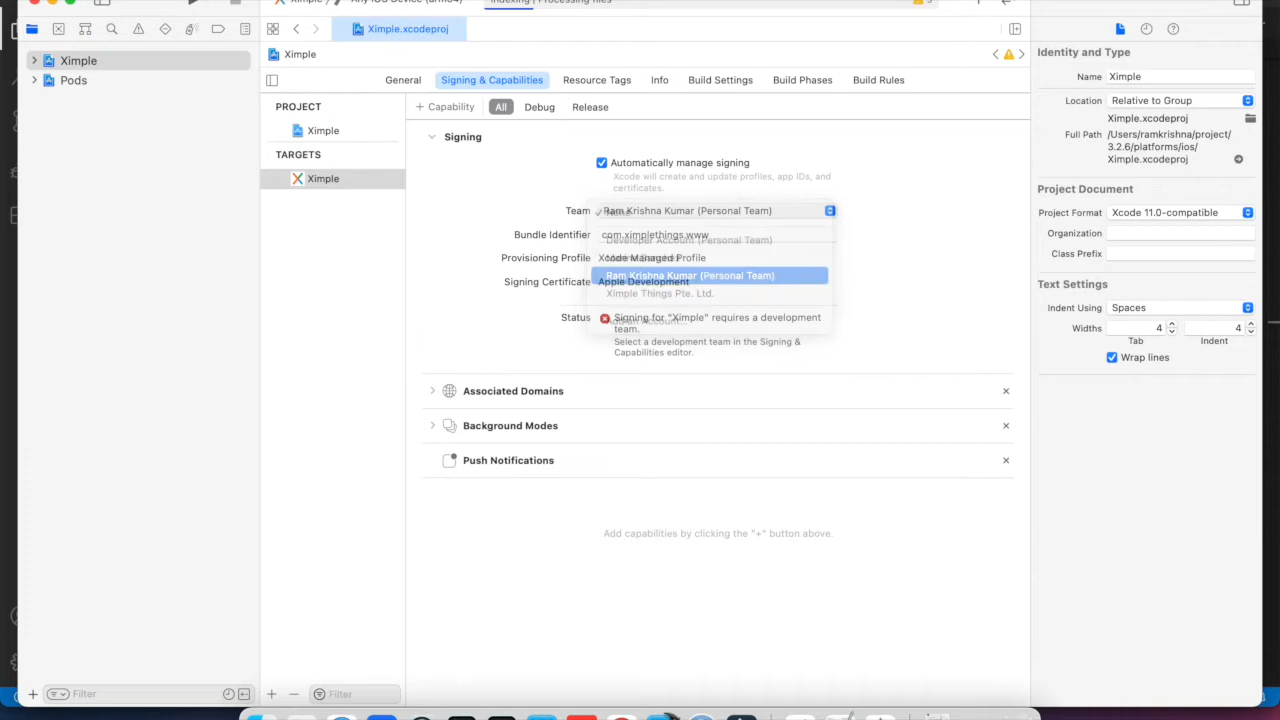 Ximple.xcodeproj
Ximple
Pods
Ximple
General
Signing & Capabilities
Resource Tags
Info
Build Settings
Build Phases
Build Rules
PROJECT
Ximple
TARGETS
Ximple
+ Capability
All
Debug
Release
Signing
Automatically manage signing
Xcode will create and update profiles, app IDs, and
certificates.
Team
Ram Krishna Kumar (Personal Team)
Bundle Identifier
com.ximplethings.www
Developer Account (Personal Team)
Provisioning Profile
Xcode Managed Profile
Ram Krishna Kumar (Personal Team)
Signing Certificate
Apple Development
Ximple Things Pte. Ltd.
Status
Signing for "Ximple" requires a development
team.
Select a development team in the Signing &
Capabilities editor.
Associated Domains
Background Modes
Push Notifications
Add capabilities by clicking the "+" button above.
Filter
Filter
Identity and Type
Name
Ximple
Location
Relative to Group
Ximple.xcodeproj
Full Path
/Users/ramkrishna/project/
3.2.6/platforms/ios/
Ximple.xcodeproj
Project Document
Project Format
Xcode 11.0-compatible
Organization
Class Prefix
Text Settings
Indent Using
Spaces
Widths
4
4
Tab
Indent
Wrap lines